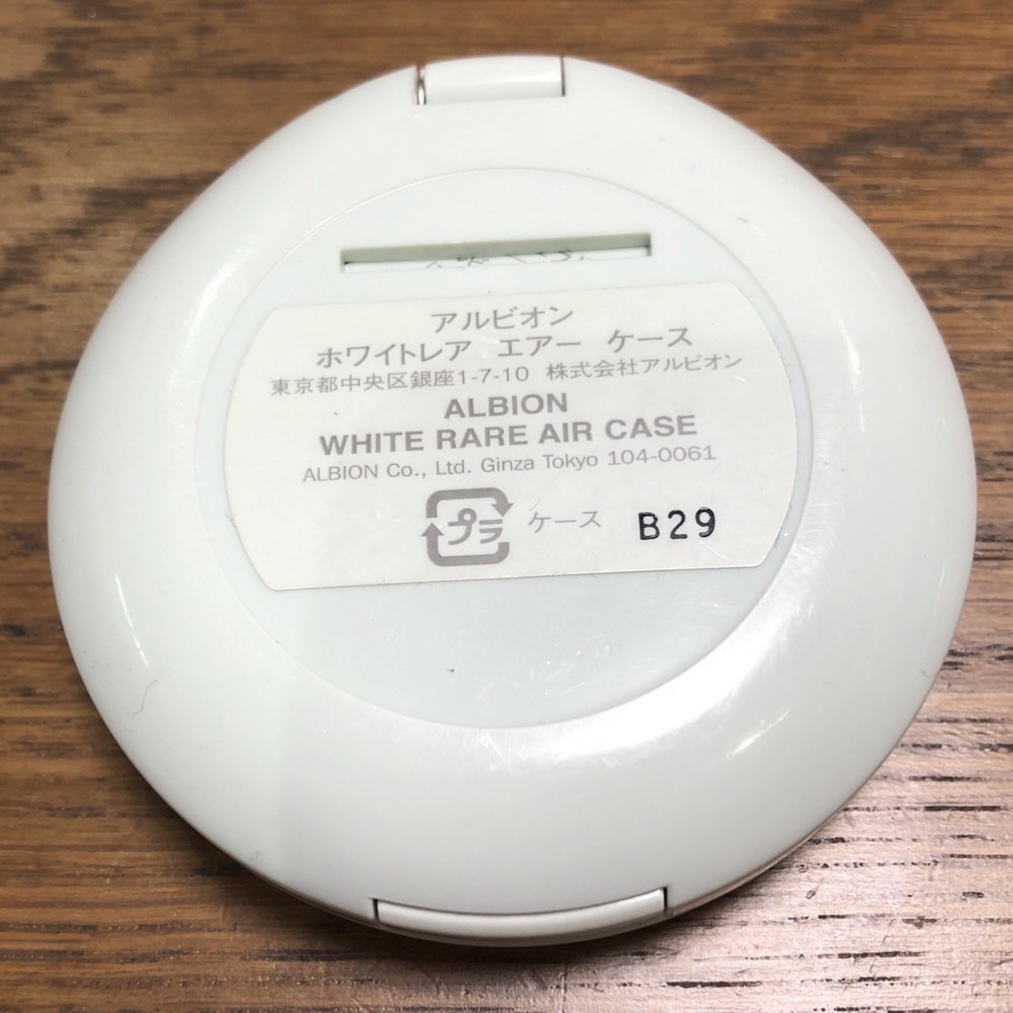 アルビオン
ホワイトレア エアー ケース
東京都中央区銀座1-7-10 株式会社アルビオン
ALBION
WHITE RARE AIR CASE
ALBION Co., Ltd. Ginza Tokyo 104-0061
プラ ケース B29